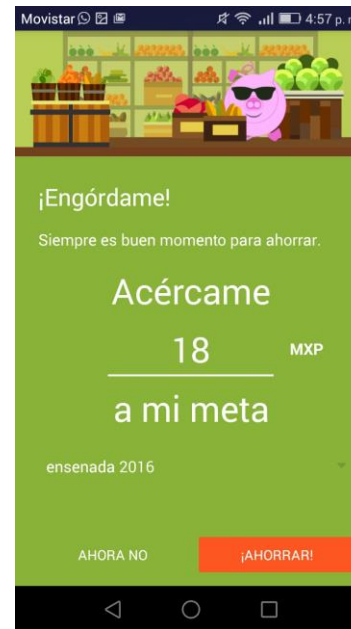 Movistar 4:57 p. m
¡Engórdame!
Siempre es buen momento para ahorrar.
Acércame
18 MXP
a mi meta
ensenada 2016
AHORA NO ¡AHORRAR!